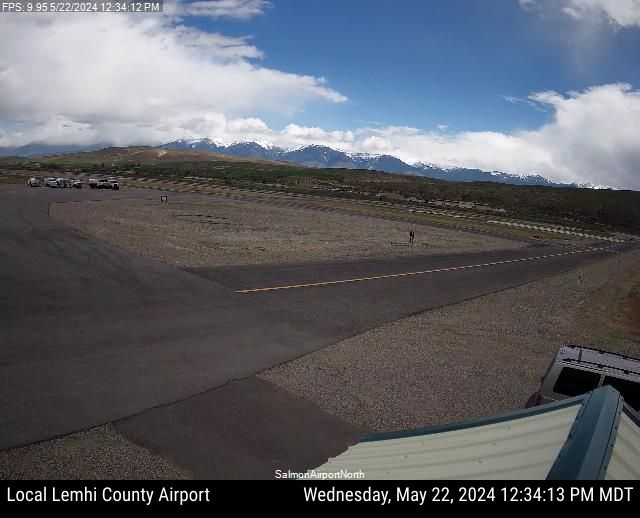 FPS: 9.95 5/22/2024 12:34:12 PM
SalmonAirportNorth
Local Lemhi County Airport Wednesday, May 22, 2024 12:34:13 PM MDT